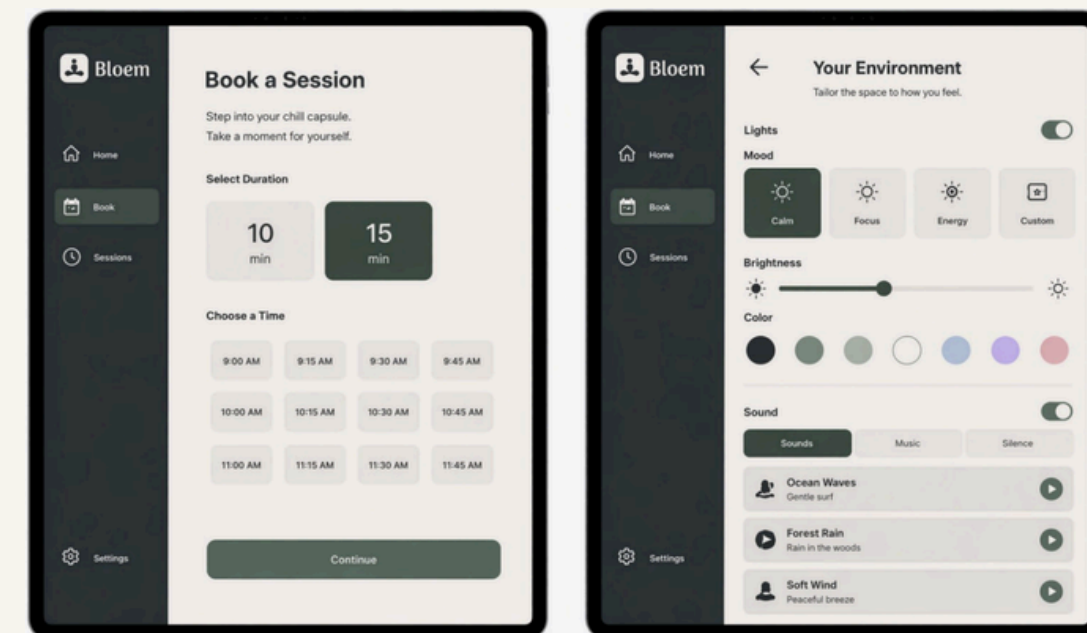 Bloem
Home
Book
Sessions
Settings
Book a Session
Step into your chill capsule.
Take a moment for yourself.
Select Duration
10 min
15 min
Choose a Time
9:00 AM 9:15 AM 9:30 AM 9:45 AM
10:00 AM 10:15 AM 10:30 AM 10:45 AM
11:00 AM 11:15 AM 11:30 AM 11:45 AM
Continue
Bloem
Home
Book
Sessions
Settings
Your Environment
Tailor the space to how you feel.
Lights
Mood
Calm Focus Energy Custom
Brightness
Color
Sound
Sounds Music Silence
Ocean Waves
Gentle surf
Forest Rain
Rain in the woods
Soft Wind
Peaceful breeze